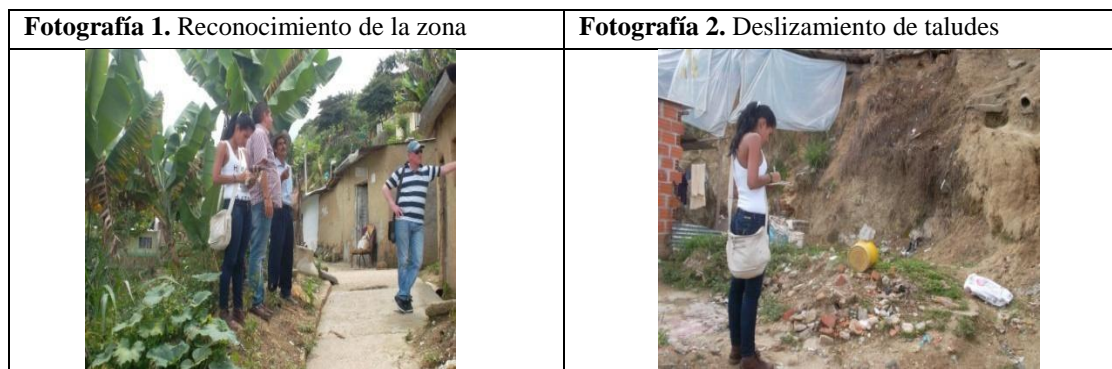 Fotografía 1. Reconocimiento de la zona
Fotografía 2. Deslizamiento de taludes